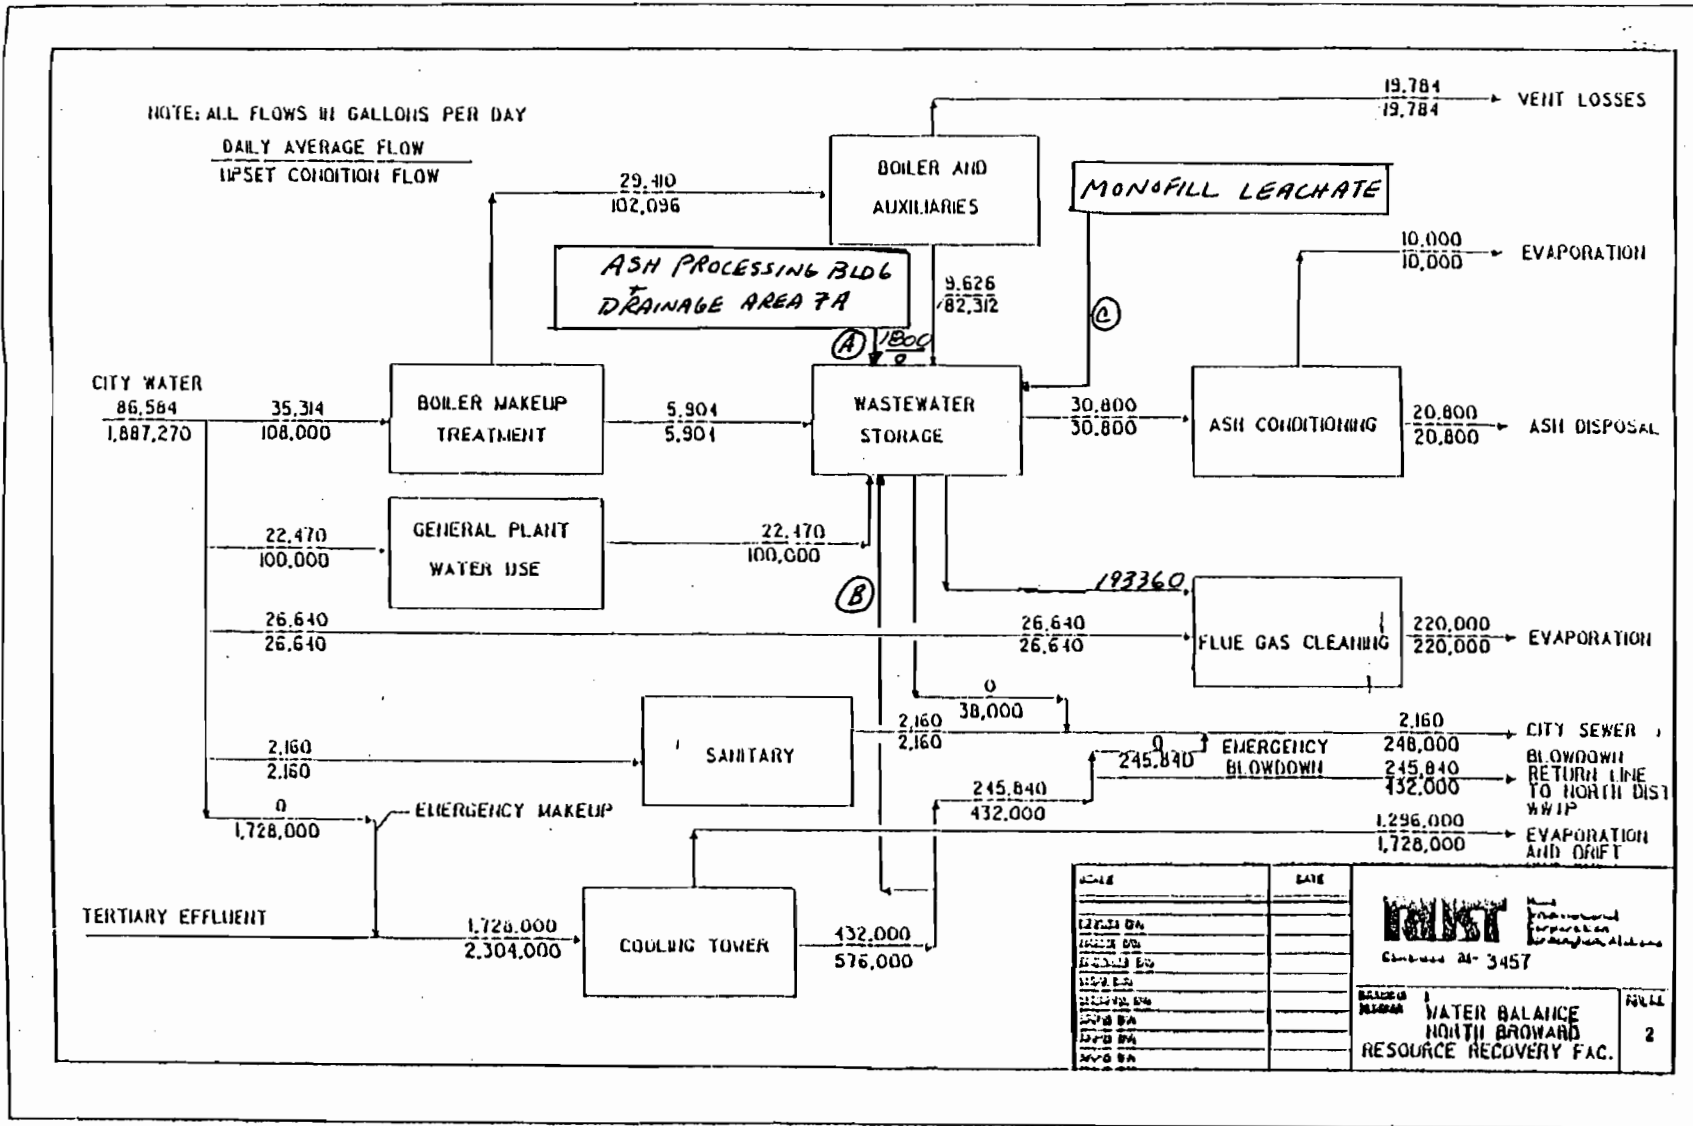 NOTE: ALL FLOWS IN GALLONS PER DAY
DAILY AVERAGE FLOW
UPSET CONDITION FLOW
19,784
19,784
VENT LOSSES
BOILER AND
AUXILIARIES
29,410
102,096
MONOFILL LEACHATE
10,000
10,000
EVAPORATION
ASH PROCESSING BLDG
+
DRAINAGE AREA 7A
9,626
82,312
C
A
1800
CITY WATER
86,584
1,887,270
35,314
108,000
BOILER MAKEUP
TREATMENT
5,904
5,904
WASTEWATER
STORAGE
30,800
30,800
ASH CONDITIONING
20,800
20,800
ASH DISPOSAL
22,470
100,000
GENERAL PLANT
WATER USE
22,470
100,000
B
193360
26,640
26,640
26,640
26,640
FLUE GAS CLEANING
220,000
220,000
EVAPORATION
0
38,000
2,160
2,160
SANITARY
2,160
2,160
0
245,840
EMERGENCY
BLOWDOWN
2,160
248,000
CITY SEWER
245,840
432,000
BLOWDOWN
RETURN LINE
TO NORTH DIST
WWTP
0
1,728,000
EMERGENCY MAKEUP
245,840
432,000
1,296,000
1,728,000
EVAPORATION
AND DRIFT
TERTIARY EFFLUENT
1,728,000
2,304,000
COOLING TOWER
432,000
576,000
SCALE
DATE
RUST
3457
WATER BALANCE
NORTH BROWARD
RESOURCE RECOVERY FAC.
2